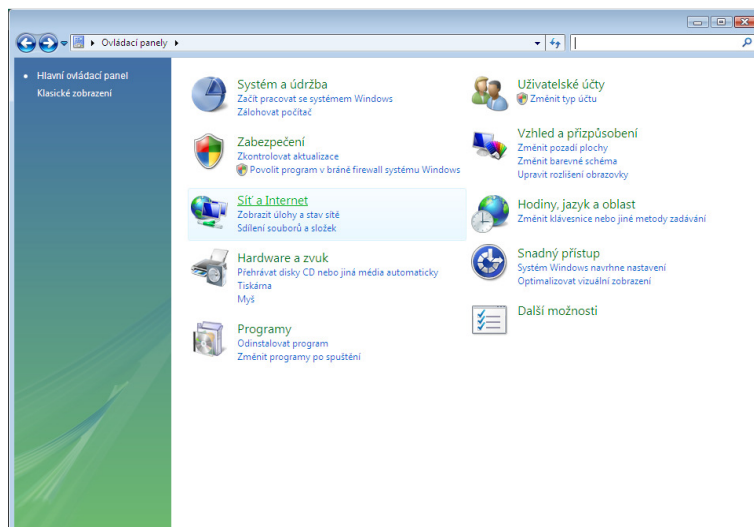 Ovládací panely
Hlavní ovládací panel
Klasické zobrazení
Systém a údržba
Začít pracovat se systémem Windows
Zálohovat počítač
Zabezpečení
Zkontrolovat aktualizace
Povolit program v bráně firewall systému Windows
Síť a Internet
Zobrazit úlohy a stav sítě
Sdílení souborů a složek
Hardware a zvuk
Přehrávat disky CD nebo jiná média automaticky
Tiskárna
Myš
Programy
Odinstalovat program
Změnit programy po spuštění
Uživatelské účty
Změnit typ účtu
Vzhled a přizpůsobení
Změnit pozadí plochy
Změnit barevné schéma
Upravit rozlišení obrazovky
Hodiny, jazyk a oblast
Změnit klávesnice nebo jiné metody zadávání
Snadný přístup
Systém Windows navrhne nastavení
Optimalizovat vizuální zobrazení
Další možnosti